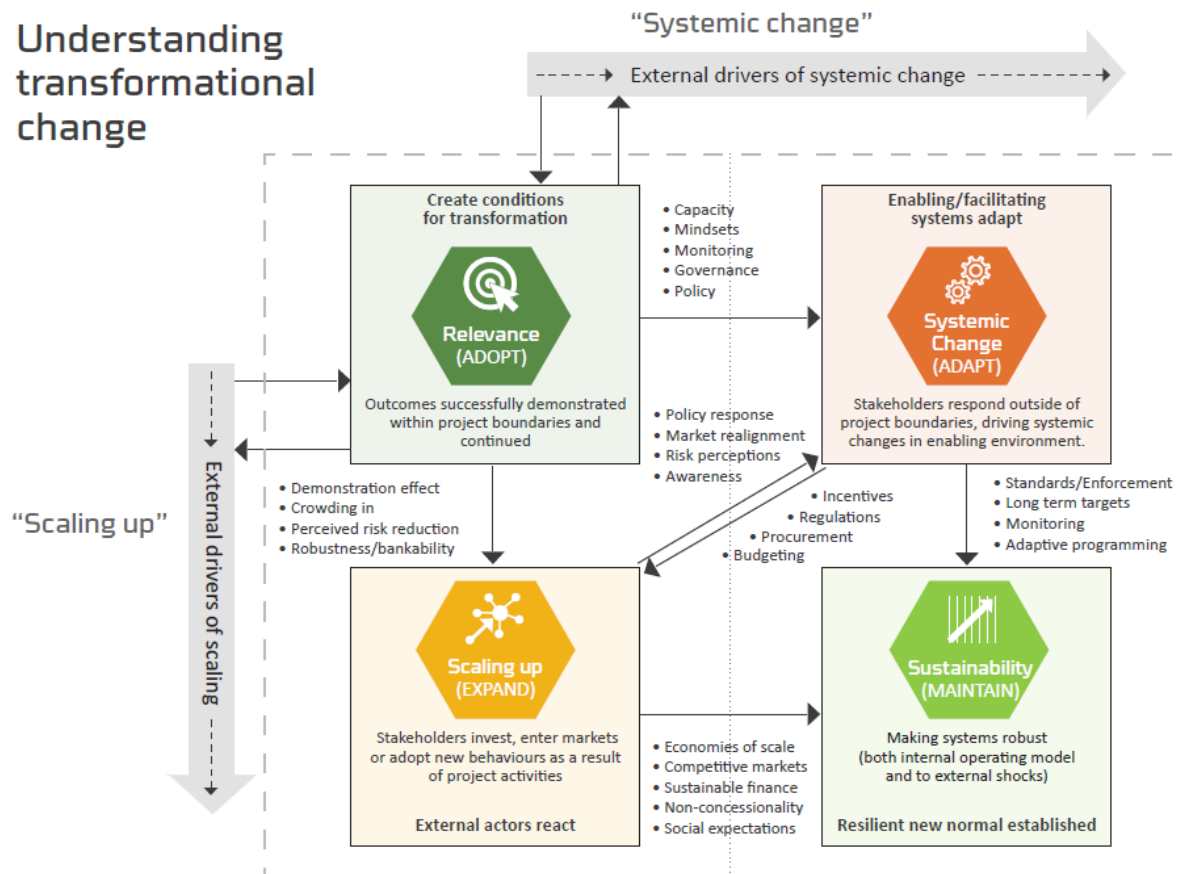 Understanding
transformational
change
“Systemic change”
External drivers of systemic change
Create conditions
for transformation
Relevance
(ADOPT)
Outcomes successfully demonstrated
within project boundaries and
continued
• Capacity
• Mindsets
• Monitoring
• Governance
• Policy
Enabling/facilitating
systems adapt
Systemic
Change
(ADAPT)
Stakeholders respond outside of
project boundaries, driving systemic
changes in enabling environment.
“Scaling up”
External drivers of scaling
• Demonstration effect
• Crowding in
• Perceived risk reduction
• Robustness/bankability
• Policy response
• Market realignment
• Risk perceptions
• Awareness
• Incentives
• Regulations
• Procurement
• Budgeting
• Standards/Enforcement
• Long term targets
• Monitoring
• Adaptive programming
Scaling up
(EXPAND)
Stakeholders invest, enter markets
or adopt new behaviours as a result
of project activities
External actors react
• Economies of scale
• Competitive markets
• Sustainable finance
• Non-concessionality
• Social expectations
Sustainability
(MAINTAIN)
Making systems robust
(both internal operating model
and to external shocks)
Resilient new normal established